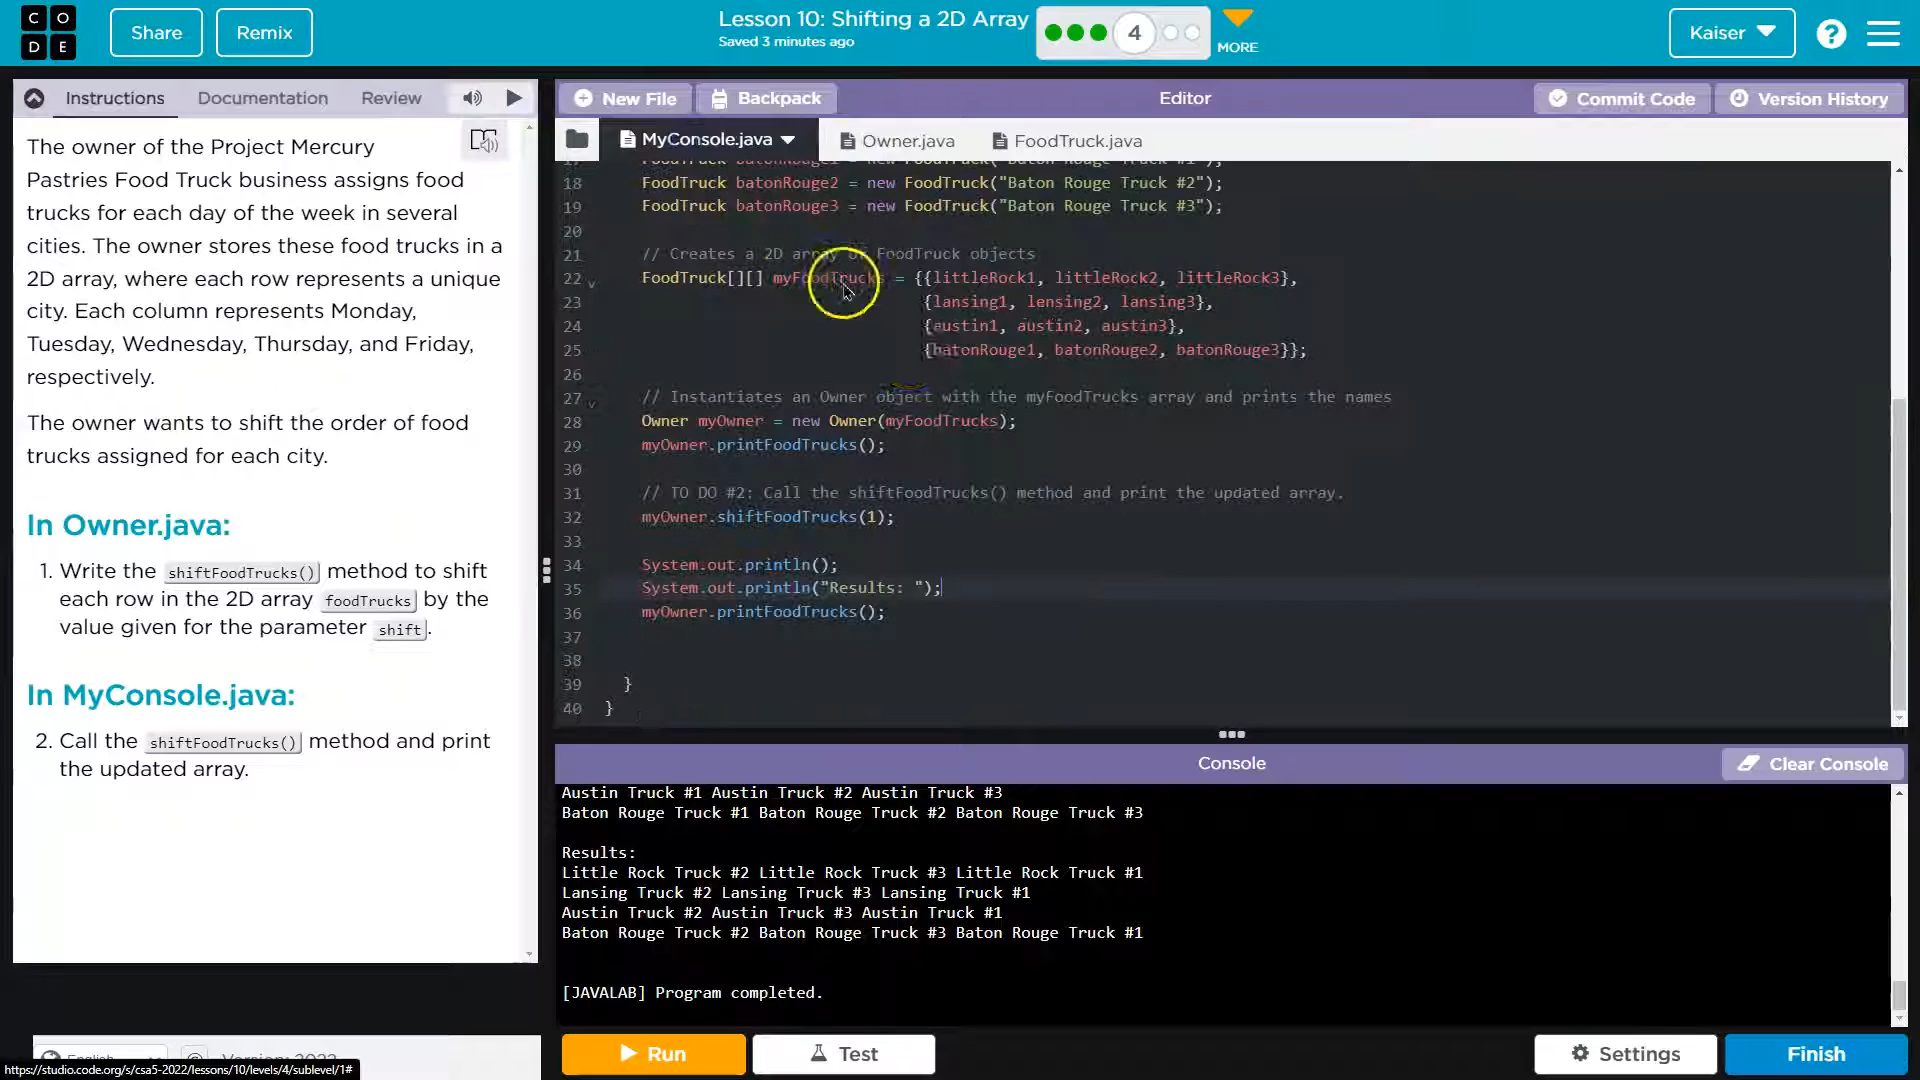 CODE
Share
Remix
Lesson 10: Shifting a 2D Array
Saved 3 minutes ago
4
MORE
Kaiser
?
Instructions
Documentation
Review
The owner of the Project Mercury
Pastries Food Truck business assigns food
trucks for each day of the week in several
cities. The owner stores these food trucks in a
2D array, where each row represents a unique
city. Each column represents Monday,
Tuesday, Wednesday, Thursday, and Friday,
respectively.
The owner wants to shift the order of food
trucks assigned for each city.
In Owner.java:
1. Write the shiftFoodTrucks() method to shift
each row in the 2D array foodTrucks by the
value given for the parameter shift.
In MyConsole.java:
2. Call the shiftFoodTrucks() method and print
the updated array.
English
https://studio.code.org/s/csa5-2022/lessons/10/levels/4/sublevel/1#
New File
Backpack
Editor
Commit Code
Version History
MyConsole.java
Owner.java
FoodTruck.java
18 FoodTruck batonRouge2 = new FoodTruck("Baton Rouge Truck #2");
19 FoodTruck batonRouge3 = new FoodTruck("Baton Rouge Truck #3");
20
21 // Creates a 2D array of FoodTruck objects
22 FoodTruck[][] myFoodTrucks = {{littleRock1, littleRock2, littleRock3},
23 {lansing1, lensing2, lansing3},
24 {austin1, austin2, austin3},
25 {batonRouge1, batonRouge2, batonRouge3}};
26
27 // Instantiates an Owner object with the myFoodTrucks array and prints the names
28 Owner myOwner = new Owner(myFoodTrucks);
29 myOwner.printFoodTrucks();
30
31 // TO DO #2: Call the shiftFoodTrucks() method and print the updated array.
32 myOwner.shiftFoodTrucks(1);
33
34 System.out.println();
35 System.out.println("Results: ");
36 myOwner.printFoodTrucks();
37
38
39 }
40 }
Console
Clear Console
Austin Truck #1 Austin Truck #2 Austin Truck #3
Baton Rouge Truck #1 Baton Rouge Truck #2 Baton Rouge Truck #3
Results:
Little Rock Truck #2 Little Rock Truck #3 Little Rock Truck #1
Lansing Truck #2 Lansing Truck #3 Lansing Truck #1
Austin Truck #2 Austin Truck #3 Austin Truck #1
Baton Rouge Truck #2 Baton Rouge Truck #3 Baton Rouge Truck #1
[JAVALAB] Program completed.
Run
Test
Settings
Finish